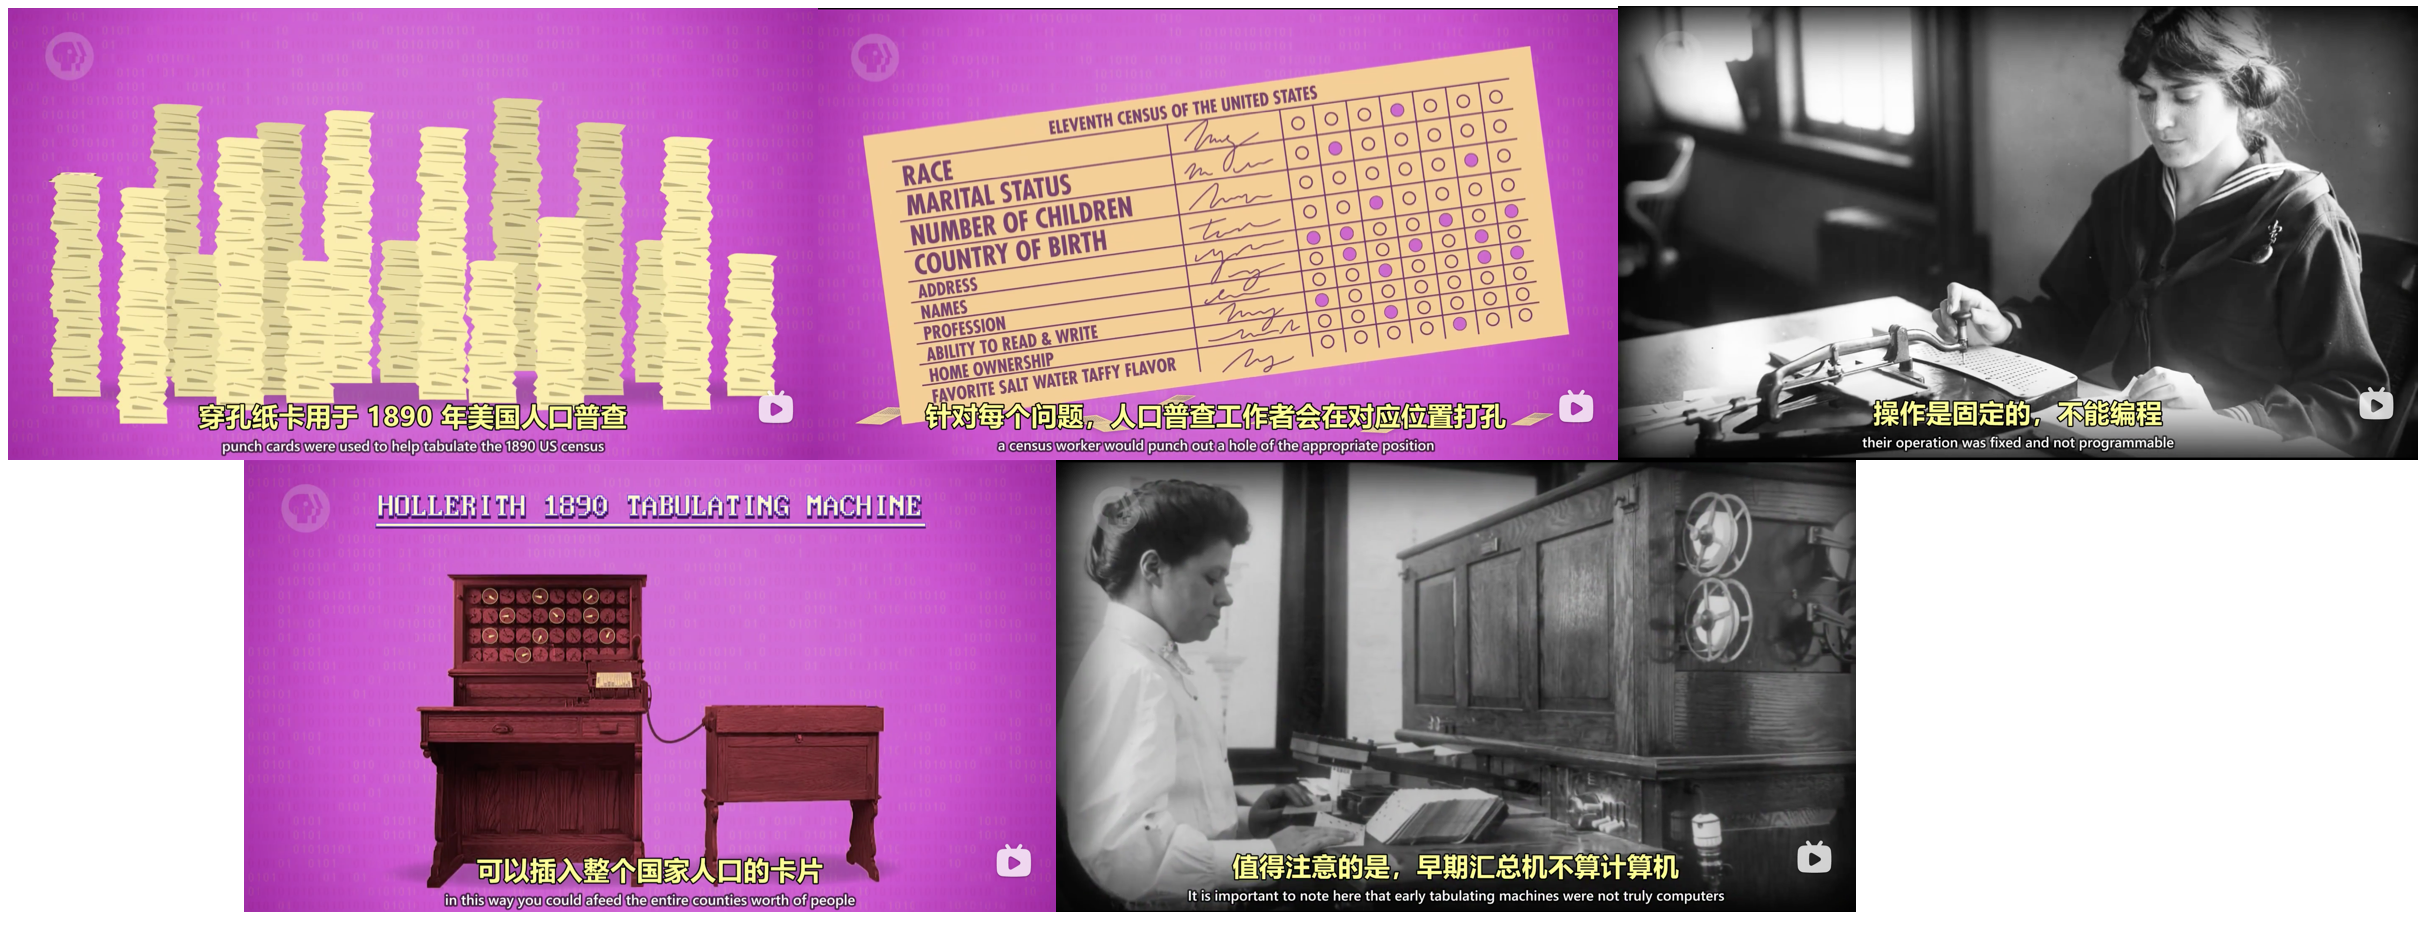 穿孔纸卡用于 1890 年美国人口普查
punch cards were used to help tabulate the 1890 US census
ELEVENTH CENSUS OF THE UNITED STATES
RACE
MARITAL STATUS
NUMBER OF CHILDREN
COUNTRY OF BIRTH
ADDRESS
NAMES
PROFESSION
ABILITY TO READ & WRITE
HOME OWNERSHIP
FAVORITE SALT WATER TAFFY FLAVOR
针对每个问题，人口普查工作者会在对应位置打孔
a census worker would punch out a hole of the appropriate position
操作是固定的，不能编程
their operation was fixed and not programmable
HOLLERITH 1890 TABULATING MACHINE
可以插入整个国家人口的卡片
in this way you could afeed the entire counties worth of people
值得注意的是，早期汇总机不算计算机
It is important to note here that early tabulating machines were not truly computers